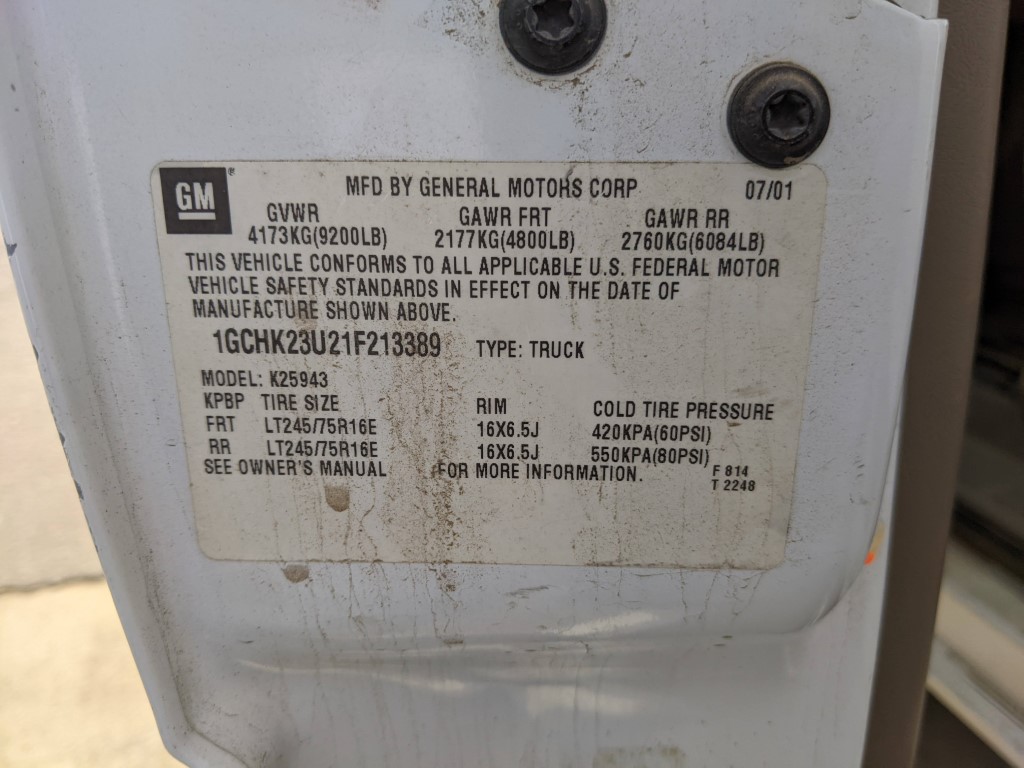 GM ® MFD BY GENERAL MOTORS CORP 07/01
GVWR GAWR FRT GAWR RR
4173KG(9200LB) 2177KG(4800LB) 2760KG(6084LB)
THIS VEHICLE CONFORMS TO ALL APPLICABLE U.S. FEDERAL MOTOR
VEHICLE SAFETY STANDARDS IN EFFECT ON THE DATE OF
MANUFACTURE SHOWN ABOVE.
1GCHK23U21F213389 TYPE: TRUCK
MODEL: K25943
KPBP TIRE SIZE RIM COLD TIRE PRESSURE
FRT LT245/75R16E 16X6.5J 420KPA(60PSI)
RR LT245/75R16E 16X6.5J 550KPA(80PSI)
SEE OWNER'S MANUAL FOR MORE INFORMATION. F 814
T 2248